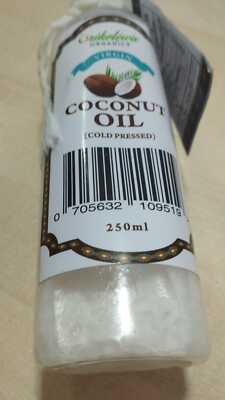 ORGANICS
VIRGIN
COCONUT
OIL
{COLD PRESSED}
0 705632 109519
250ml